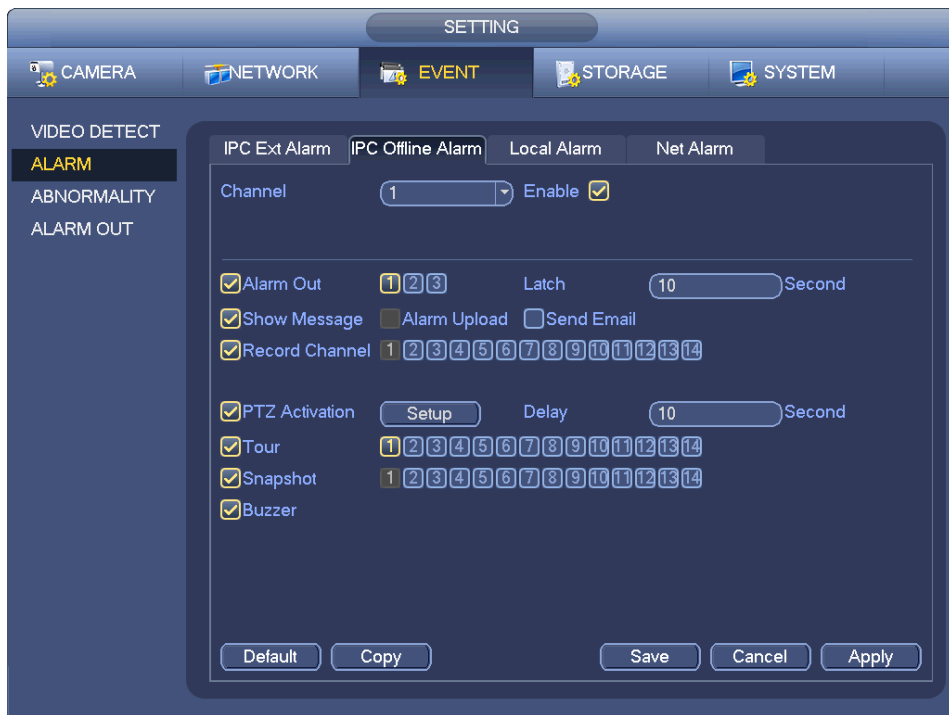 SETTING
CAMERA NETWORK EVENT STORAGE SYSTEM
VIDEO DETECT
ALARM
ABNORMALITY
ALARM OUT
IPC Ext Alarm IPC Offline Alarm Local Alarm Net Alarm
Channel 1 Enable
Alarm Out 1 2 3 Latch 10 Second
Show Message Alarm Upload Send Email
Record Channel 1 2 3 4 5 6 7 8 9 10 11 12 13 14
PTZ Activation Setup Delay 10 Second
Tour 1 2 3 4 5 6 7 8 9 10 11 12 13 14
Snapshot 1 2 3 4 5 6 7 8 9 10 11 12 13 14
Buzzer
Default Copy Save Cancel Apply